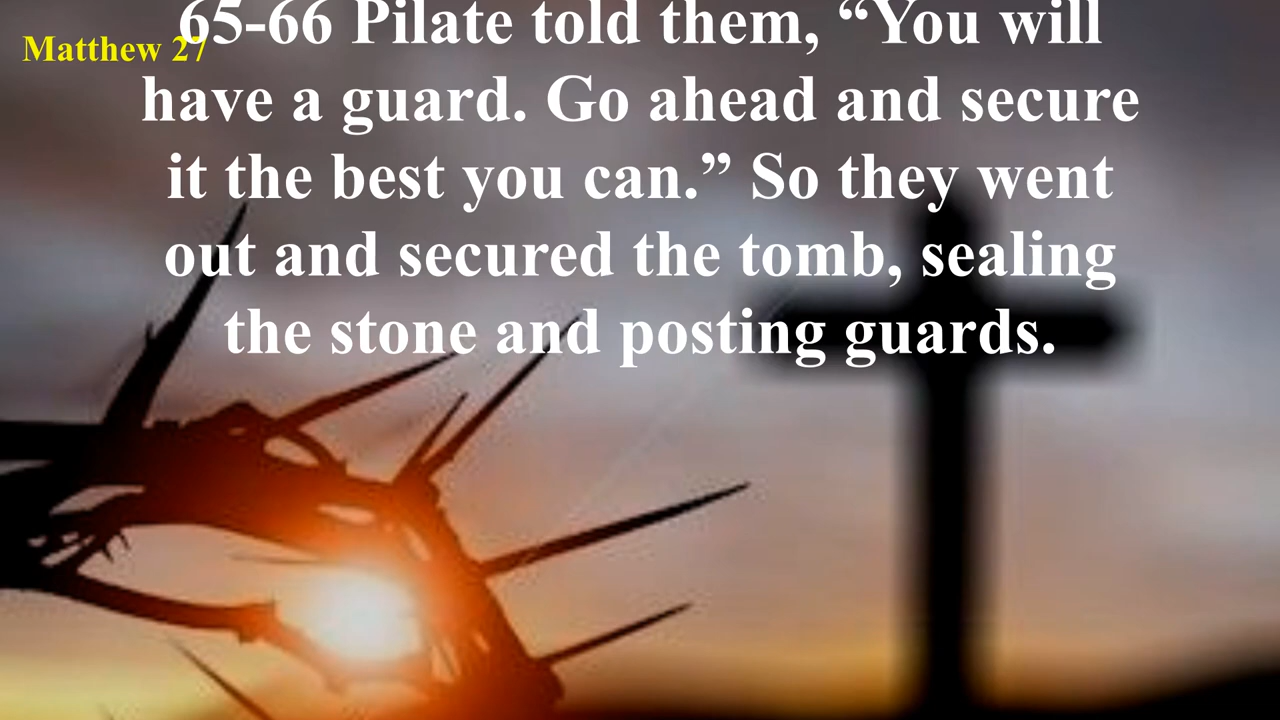 65-66 Pilate told them, “You will
Matthew 27
have a guard. Go ahead and secure
it the best you can.” So they went
out and secured the tomb, sealing
the stone and posting guards.